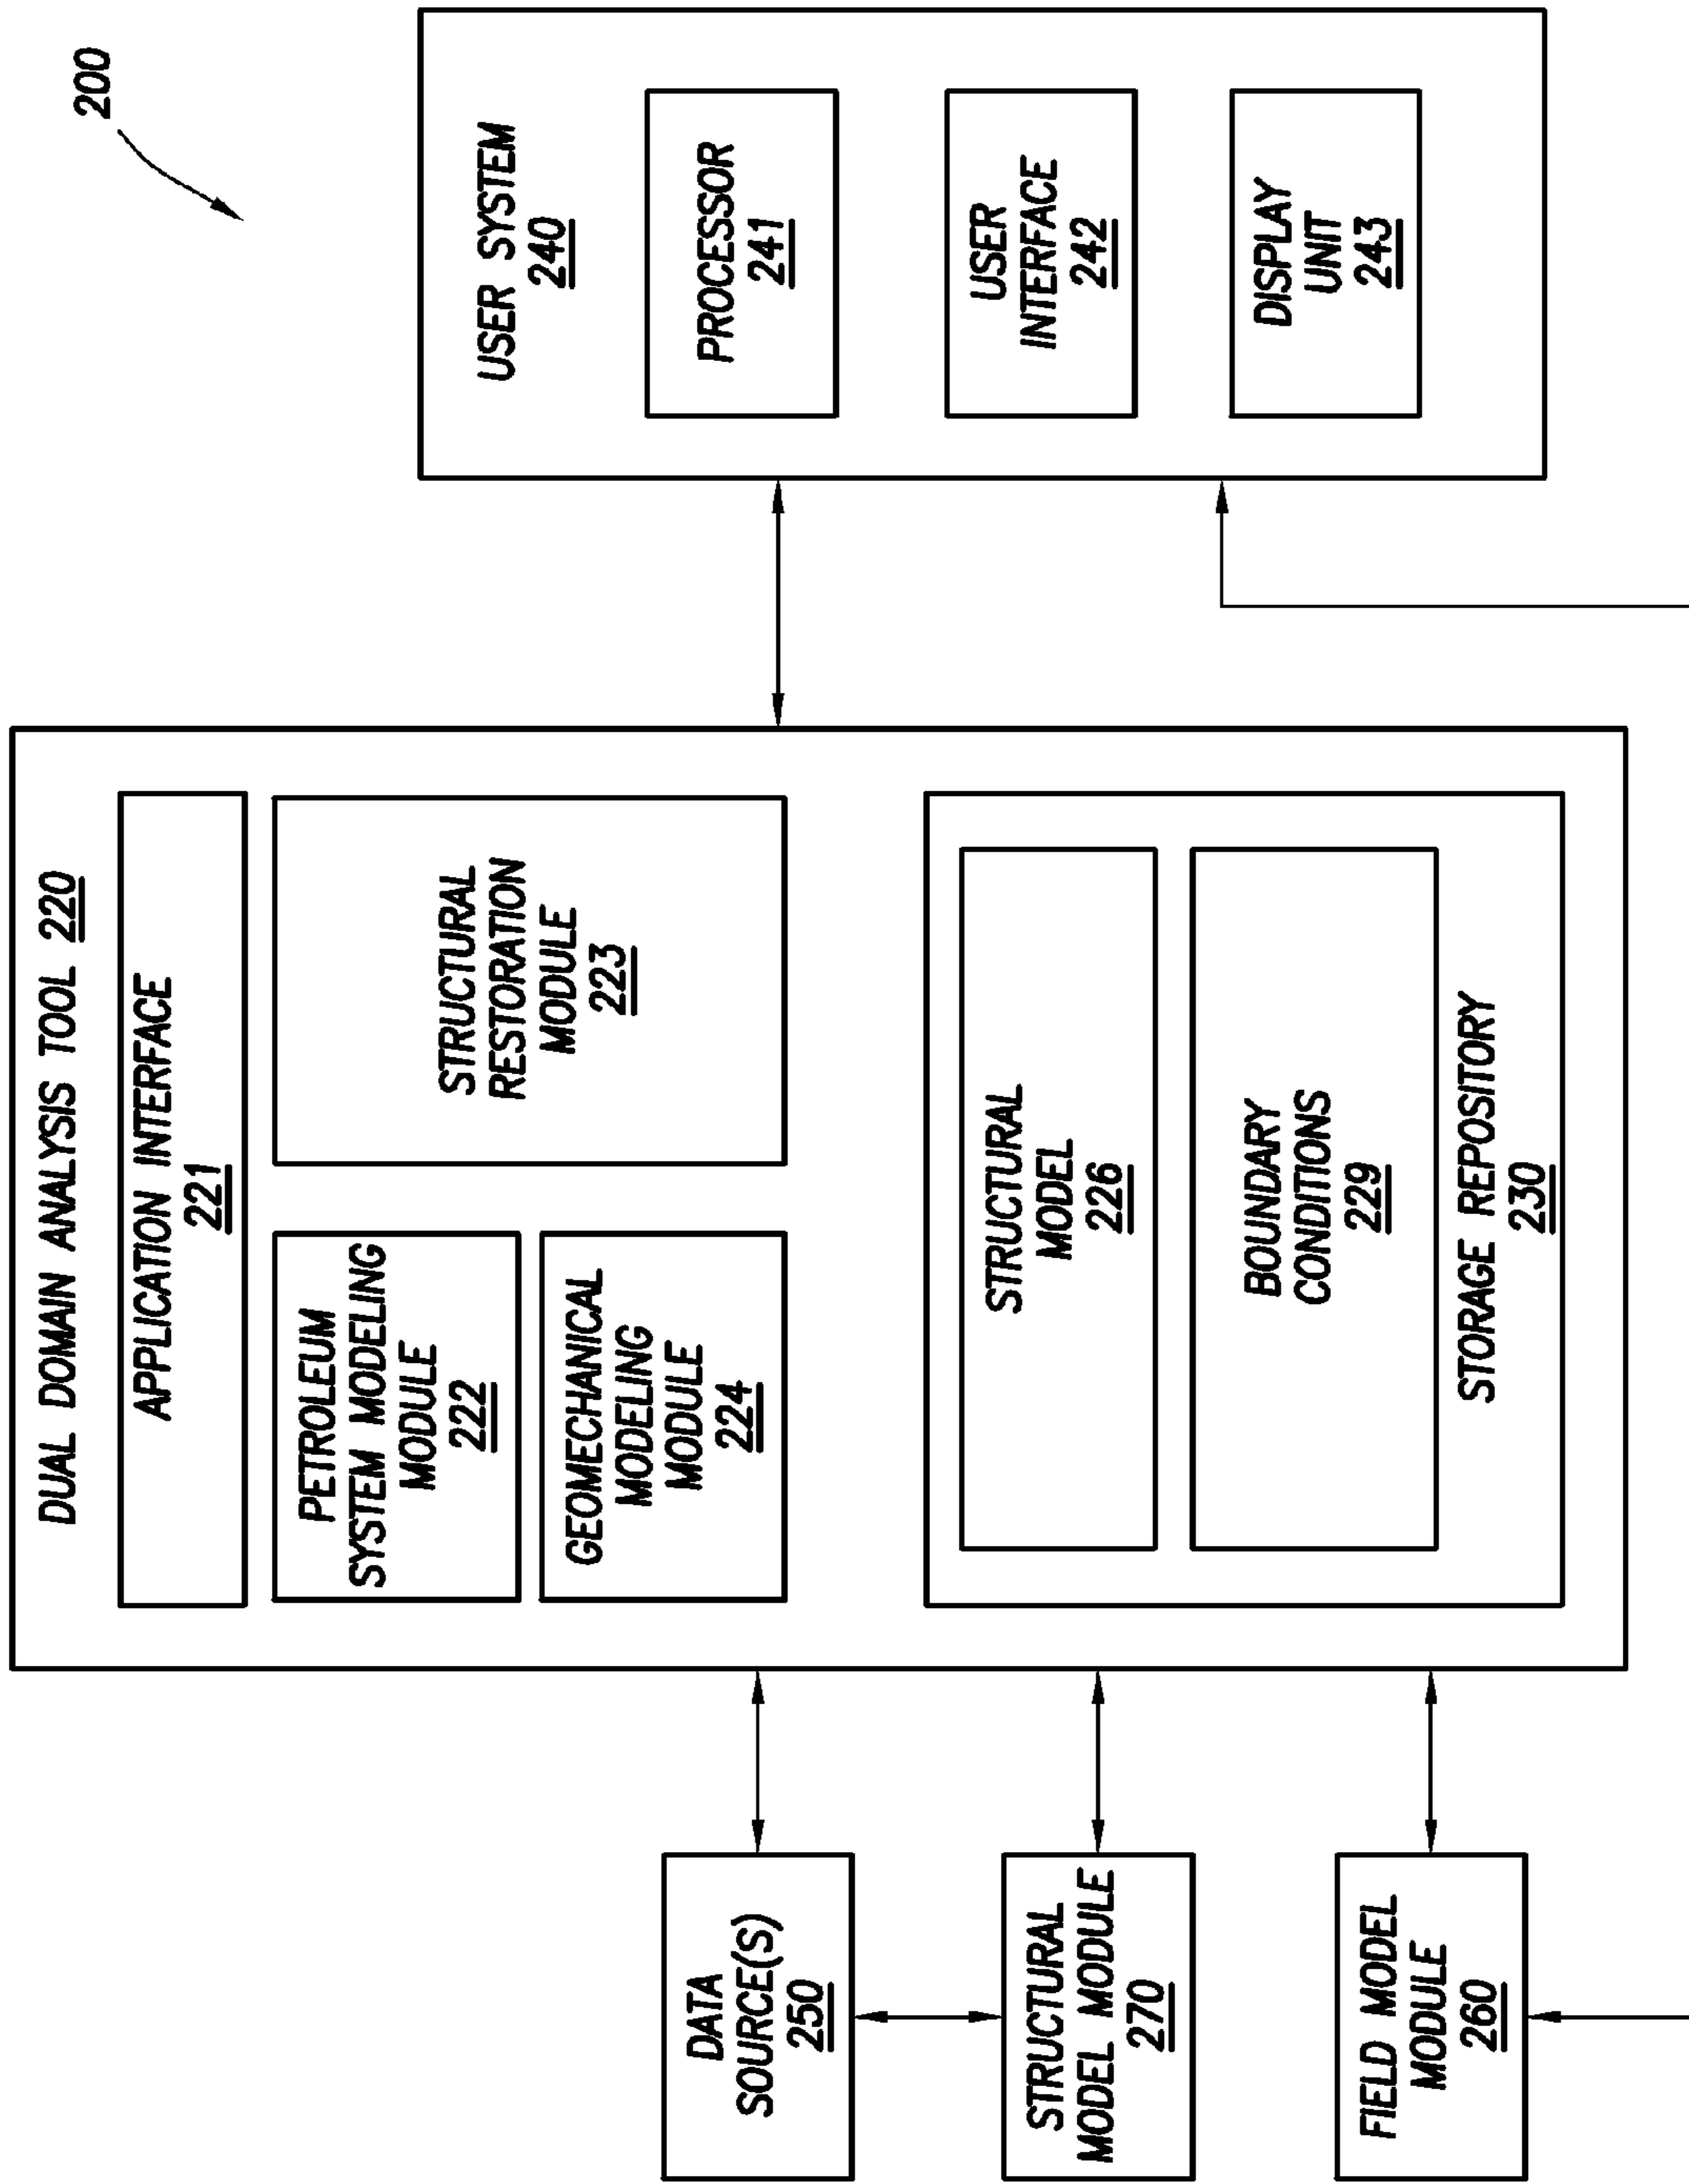 200
DATA
SOURCE(S)
250
STRUCTURAL
MODEL MODULE
270
FIELD MODEL
MODULE
260
DUAL DOMAIN ANALYSIS TOOL 220
APPLICATION INTERFACE
221
PETROLEUM
SYSTEM MODELING
MODULE
222
GEOMECHANICAL
MODELING
MODULE
224
STRUCTURAL
RESTORATION
MODULE
223
STRUCTURAL
MODEL
226
BOUNDARY
CONDITIONS
229
STORAGE REPOSITORY
230
USER SYSTEM
240
PROCESSOR
241
USER
INTERFACE
242
DISPLAY
UNIT
243